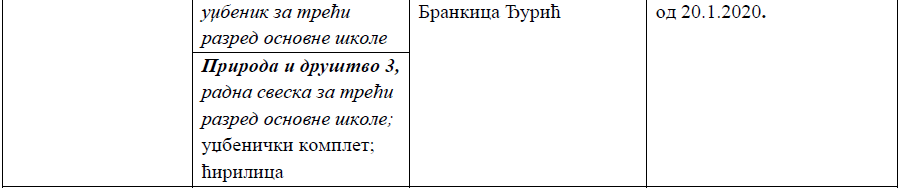 уџбеник за трећи
разред основне школе
Бранкица Ђурић
од 20.1.2020.
Природа и друштво 3,
радна свеска за трећи
разред основне школе;
уџбенички комплет;
ћирилица